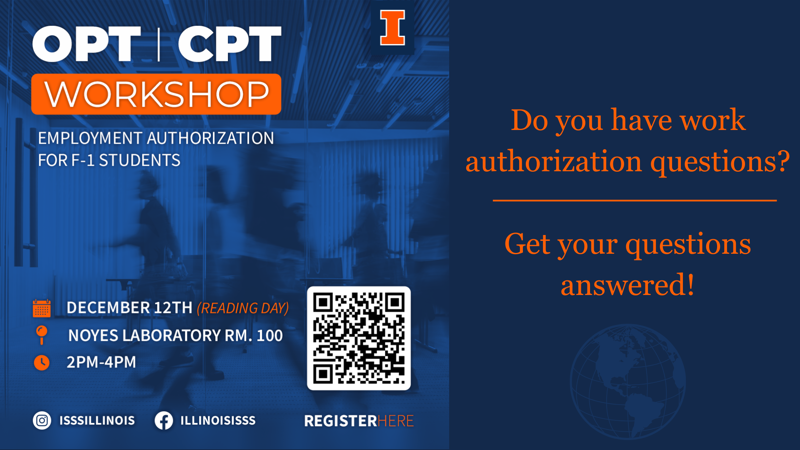 OPT | CPT
WORKSHOP
EMPLOYMENT AUTHORIZATION
FOR F-1 STUDENTS
DECEMBER 12TH (READING DAY)
NOYES LABORATORY RM. 100
2PM-4PM
ISSSILLINOIS ILLINOISISSS
REGISTERHERE
I
Do you have work
authorization questions?
Get your questions
answered!